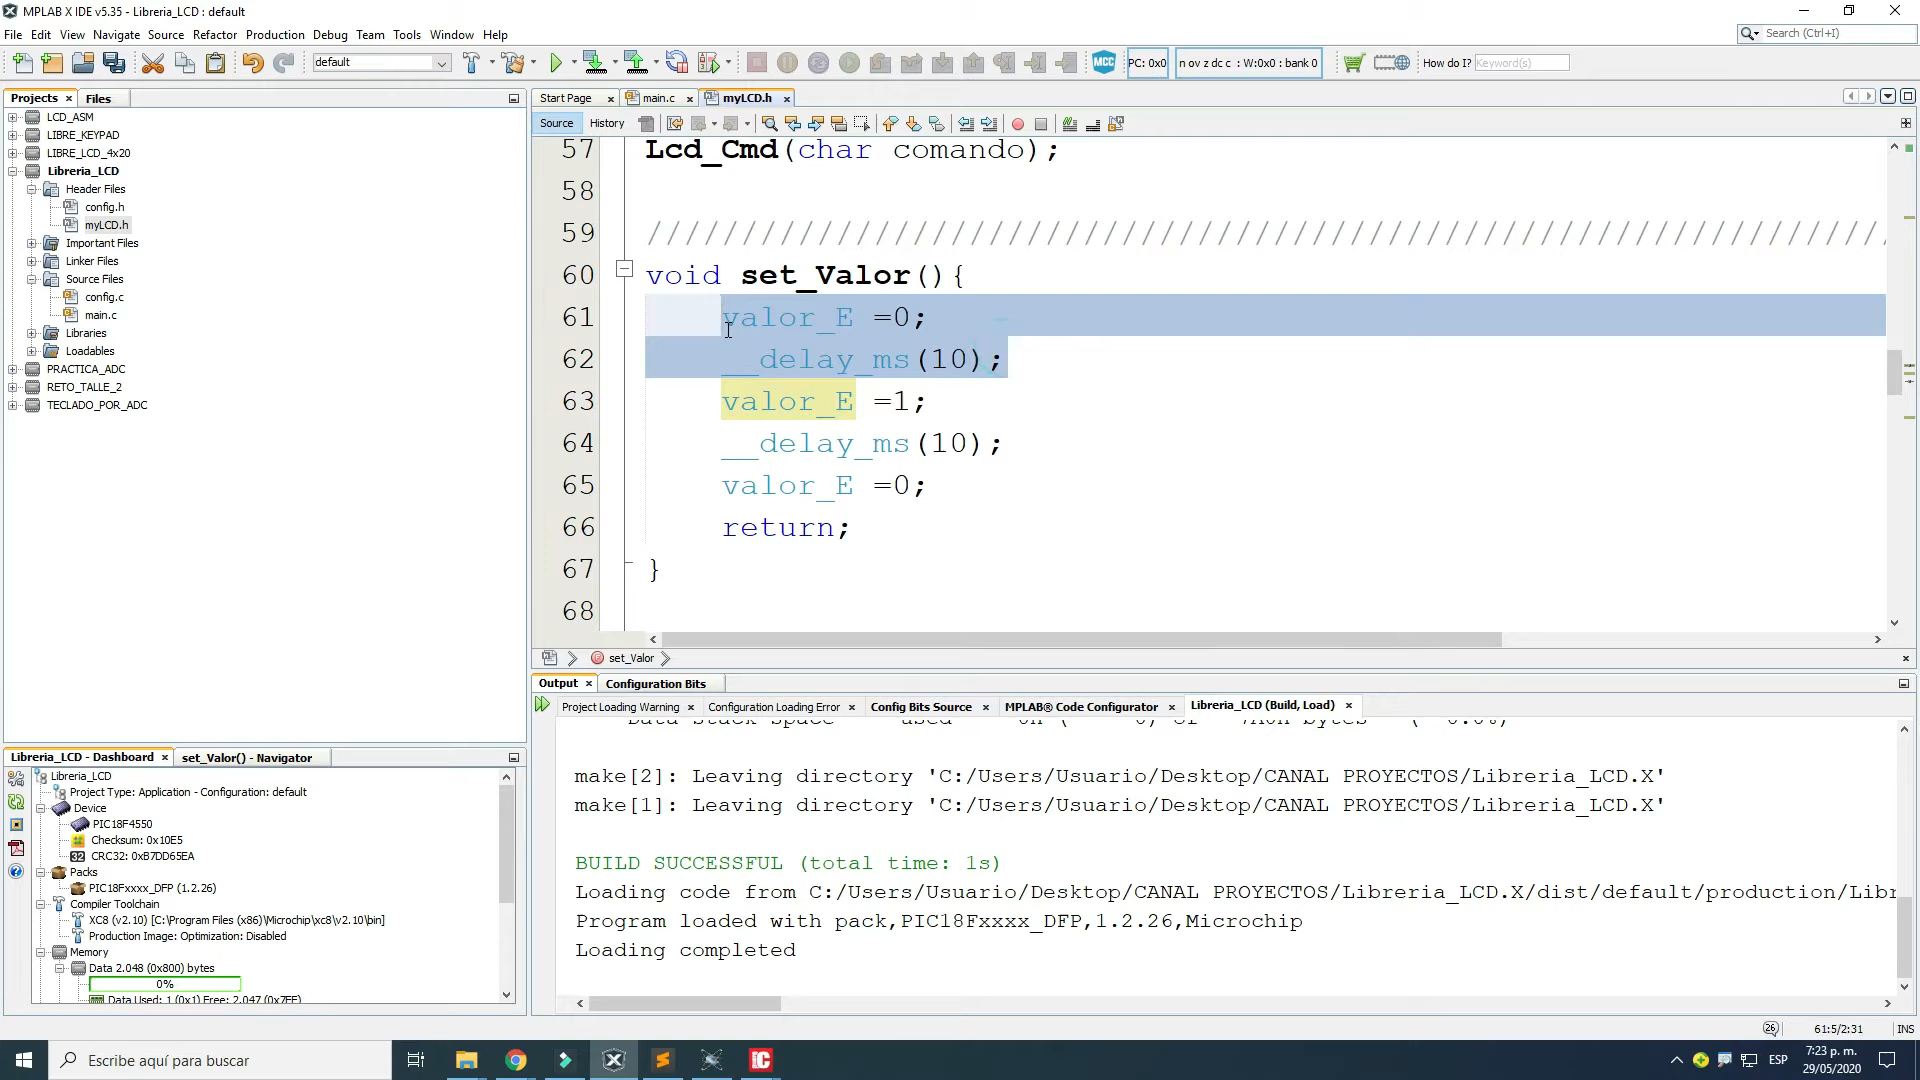 MPLAB X IDE v5.35 - Libreria_LCD : default
File Edit View Navigate Source Refactor Production Debug Team Tools Window Help
Search (Ctrl+I)
default
MCC
PC: 0x0
n ov z dc c : W:0x0 : bank 0
How do I? Keyword(s)
Projects Files
LCD_ASM
LIBRE_KEYPAD
LIBRE_LCD_4x20
Libreria_LCD
Header Files
config.h
myLCD.h
Important Files
Linker Files
Source Files
config.c
main.c
Libraries
Loadables
PRACTICA_ADC
RETO_TALLE_2
TECLADO_POR_ADC
Start Page main.c myLCD.h
Source History
57 Lcd_Cmd(char comando);
58
59 //////////////////////////////////////////////////////////////////
60 void set_Valor(){
61 valor_E =0;
62 __delay_ms(10);
63 valor_E =1;
64 __delay_ms(10);
65 valor_E =0;
66 return;
67 }
68
set_Valor
Output Configuration Bits
Project Loading Warning Configuration Loading Error Config Bits Source MPLAB® Code Configurator Libreria_LCD (Build, Load)
make[2]: Leaving directory 'C:/Users/Usuario/Desktop/CANAL PROYECTOS/Libreria_LCD.X'
make[1]: Leaving directory 'C:/Users/Usuario/Desktop/CANAL PROYECTOS/Libreria_LCD.X'
BUILD SUCCESSFUL (total time: 1s)
Loading code from C:/Users/Usuario/Desktop/CANAL PROYECTOS/Libreria_LCD.X/dist/default/production/Libr
Program loaded with pack,PIC18Fxxxx_DFP,1.2.26,Microchip
Loading completed
Libreria_LCD - Dashboard set_Valor() - Navigator
Libreria_LCD
Project Type: Application - Configuration: default
Device
PIC18F4550
Checksum: 0x10E5
32 CRC32: 0xB7DD65EA
Packs
PIC18Fxxxx_DFP (1.2.26)
Compiler Toolchain
XC8 (v2.10) [C:\Program Files (x86)\Microchip\xc8\v2.10\bin]
Production Image: Optimization: Disabled
Memory
Data 2.048 (0x800) bytes
0%
Data Used: 1 (0x1) Free: 2.047 (0x7FF)
26 61:5/2:31 INS
Escribe aquí para buscar
ESP
7:23 p. m.
29/05/2020